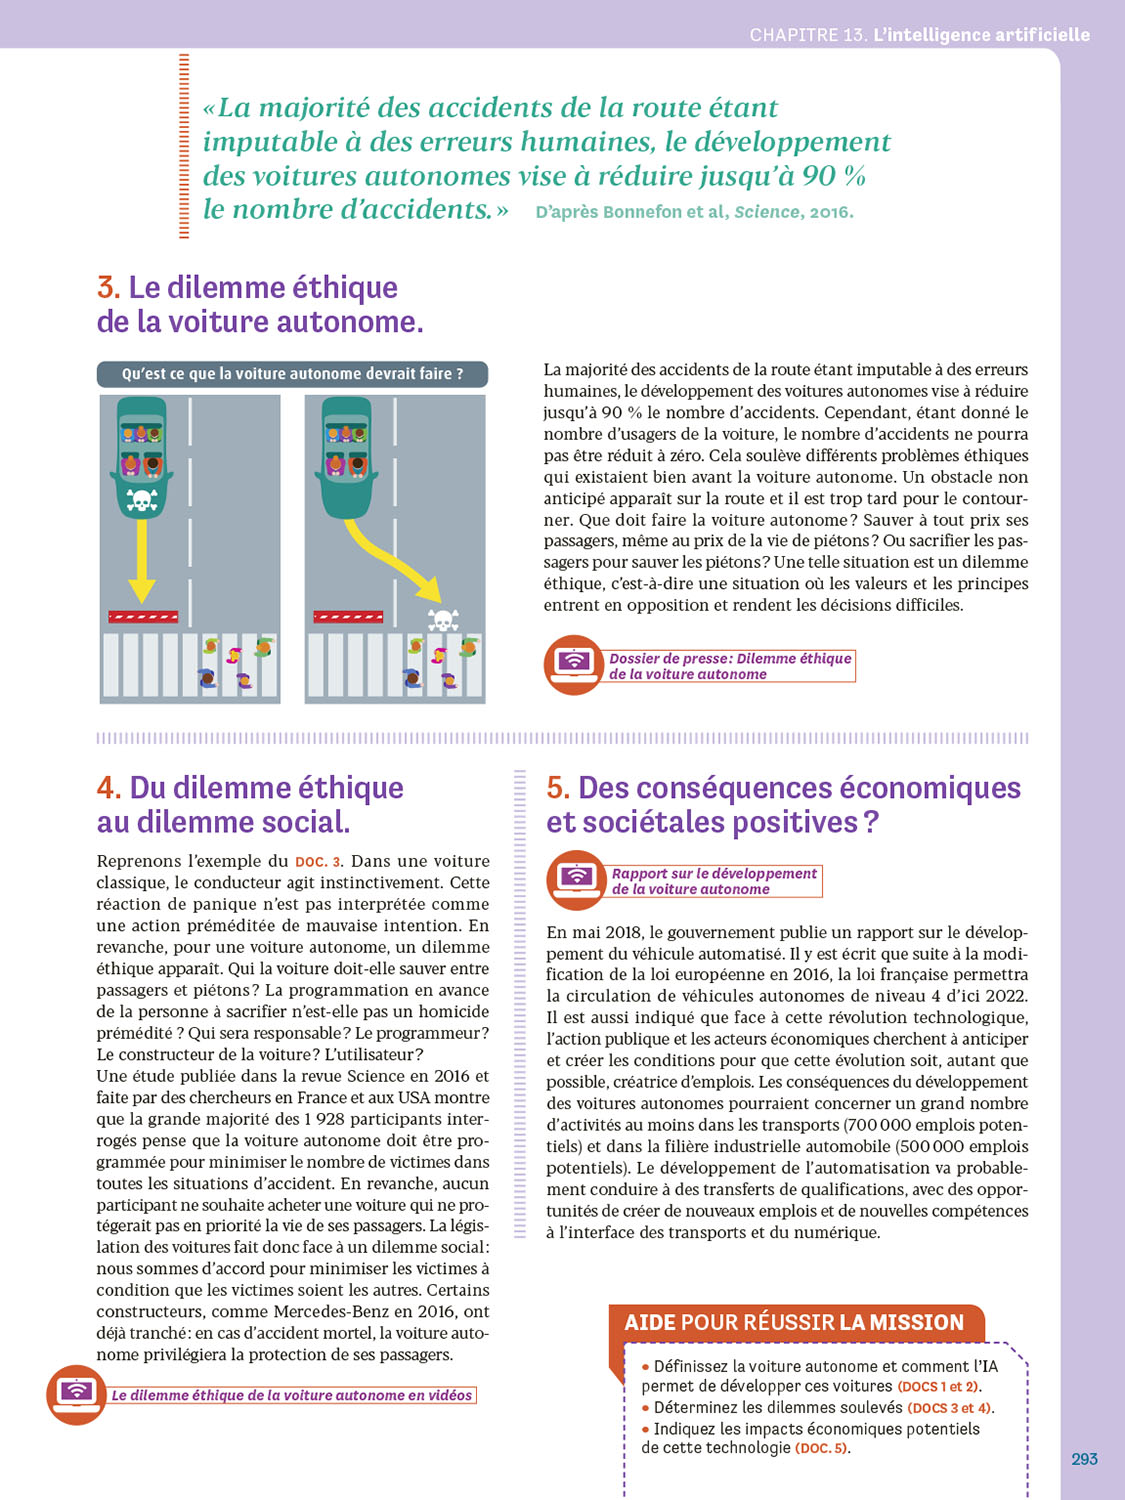 CHAPITRE 13. L'intelligence artificielle
« La majorité des accidents de la route étant
imputable à des erreurs humaines, le développement
des voitures autonomes vise à réduire jusqu'à 90 %
le nombre d'accidents. » D'après Bonnefon et al, Science, 2016.
3. Le dilemme éthique
de la voiture autonome.
Qu'est ce que la voiture autonome devrait faire ?
La majorité des accidents de la route étant imputable à des erreurs
humaines, le développement des voitures autonomes vise à réduire
jusqu'à 90 % le nombre d'accidents. Cependant, étant donné le
nombre d'usagers de la voiture, le nombre d'accidents ne pourra
pas être réduit à zéro. Cela soulève différents problèmes éthiques
qui existaient bien avant la voiture autonome. Un obstacle non
anticipé apparaît sur la route et il est trop tard pour le contour-
ner. Que doit faire la voiture autonome ? Sauver à tout prix ses
passagers, même au prix de la vie de piétons ? Ou sacrifier les pas-
sagers pour sauver les piétons ? Une telle situation est un dilemme
éthique, c'est-à-dire une situation où les valeurs et les principes
entrent en opposition et rendent les décisions difficiles.
Dossier de presse : Dilemme éthique
de la voiture autonome
4. Du dilemme éthique
au dilemme social.
Reprenons l'exemple du DOC. 3. Dans une voiture
classique, le conducteur agit instinctivement. Cette
réaction de panique n'est pas interprétée comme
une action préméditée de mauvaise intention. En
revanche, pour une voiture autonome, un dilemme
éthique apparaît. Qui la voiture doit-elle sauver entre
passagers et piétons ? La programmation en avance
de la personne à sacrifier n'est-elle pas un homicide
prémédité ? Qui sera responsable ? Le programmeur ?
Le constructeur de la voiture ? L'utilisateur ?
Une étude publiée dans la revue Science en 2016 et
faite par des chercheurs en France et aux USA montre
que la grande majorité des 1 928 participants inter-
rogés pense que la voiture autonome doit être pro-
grammée pour minimiser le nombre de victimes dans
toutes les situations d'accident. En revanche, aucun
participant ne souhaite acheter une voiture qui ne pro-
tégerait pas en priorité la vie de ses passagers. La légis-
lation des voitures fait donc face à un dilemme social :
nous sommes d'accord pour minimiser les victimes à
condition que les victimes soient les autres. Certains
constructeurs, comme Mercedes-Benz en 2016, ont
déjà tranché : en cas d'accident mortel, la voiture auto-
nome privilégiera la protection de ses passagers.
Le dilemme éthique de la voiture autonome en vidéos
5. Des conséquences économiques
et sociétales positives ?
Rapport sur le développement
de la voiture autonome
En mai 2018, le gouvernement publie un rapport sur le dévelop-
pement du véhicule automatisé. Il y est écrit que suite à la modi-
fication de la loi européenne en 2016, la loi française permettra
la circulation de véhicules autonomes de niveau 4 d'ici 2022.
Il est aussi indiqué que face à cette révolution technologique,
l'action publique et les acteurs économiques cherchent à anticiper
et créer les conditions pour que cette évolution soit, autant que
possible, créatrice d'emplois. Les conséquences du développement
des voitures autonomes pourraient concerner un grand nombre
d'activités au moins dans les transports (700 000 emplois poten-
tiels) et dans la filière industrielle automobile (500 000 emplois
potentiels). Le développement de l'automatisation va probable-
ment conduire à des transferts de qualifications, avec des oppor-
tunités de créer de nouveaux emplois et de nouvelles compétences
à l'interface des transports et du numérique.
AIDE POUR RÉUSSIR LA MISSION
• Définissez la voiture autonome et comment l'IA
permet de développer ces voitures (DOCS 1 et 2).
• Déterminez les dilemmes soulevés (DOCS 3 et 4).
• Indiquez les impacts économiques potentiels
de cette technologie (DOC. 5).
293